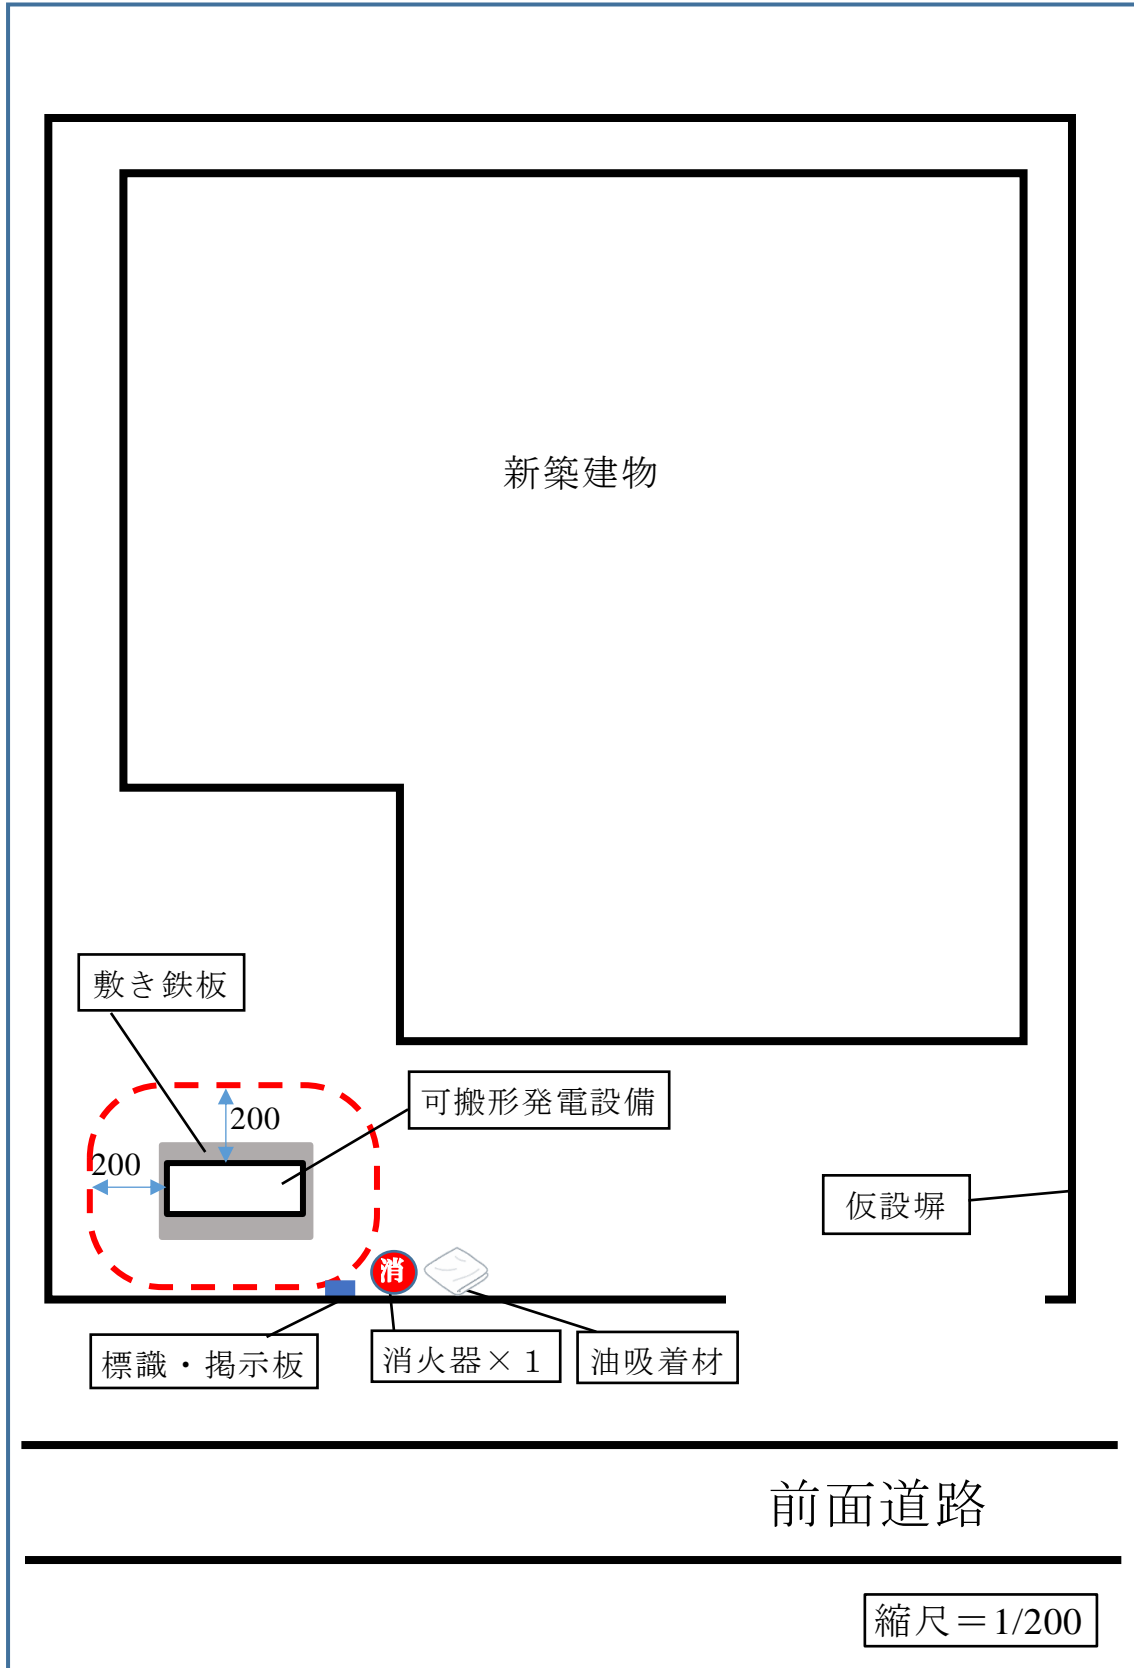 新築建物
敷き鉄板
可搬形発電設備
200
200
仮設塀
消
標識・掲示板
消火器×１
油吸着材
前面道路
縮尺＝1/200